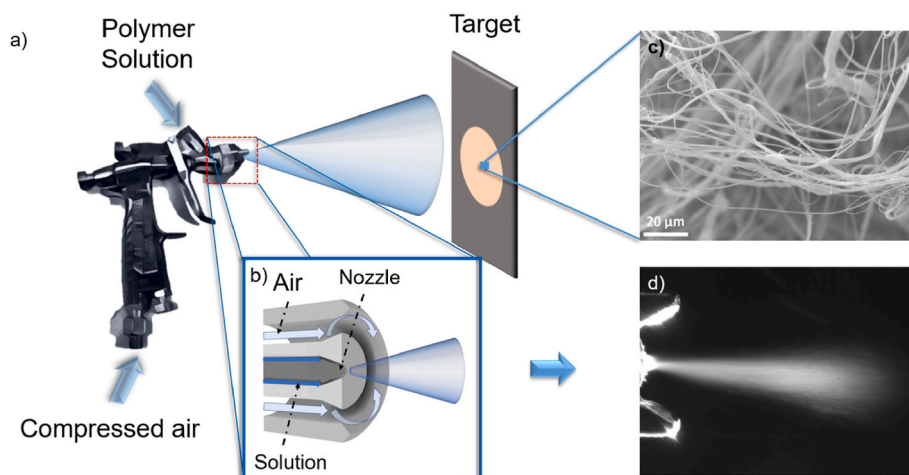 a)
Polymer
Solution
Target
c)
20 µm
b)
Air
Nozzle
d)
Compressed air
Solution